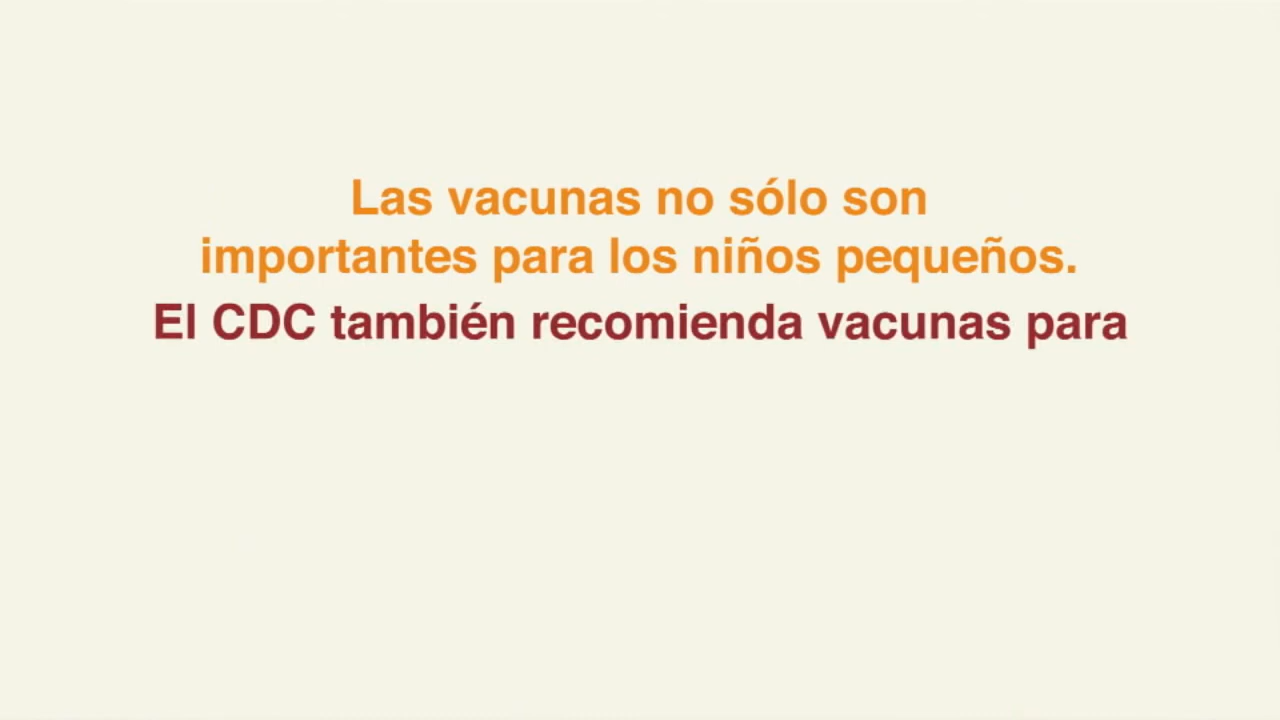 Las vacunas no sólo son
importantes para los niños pequeños.
El CDC también recomienda vacunas para